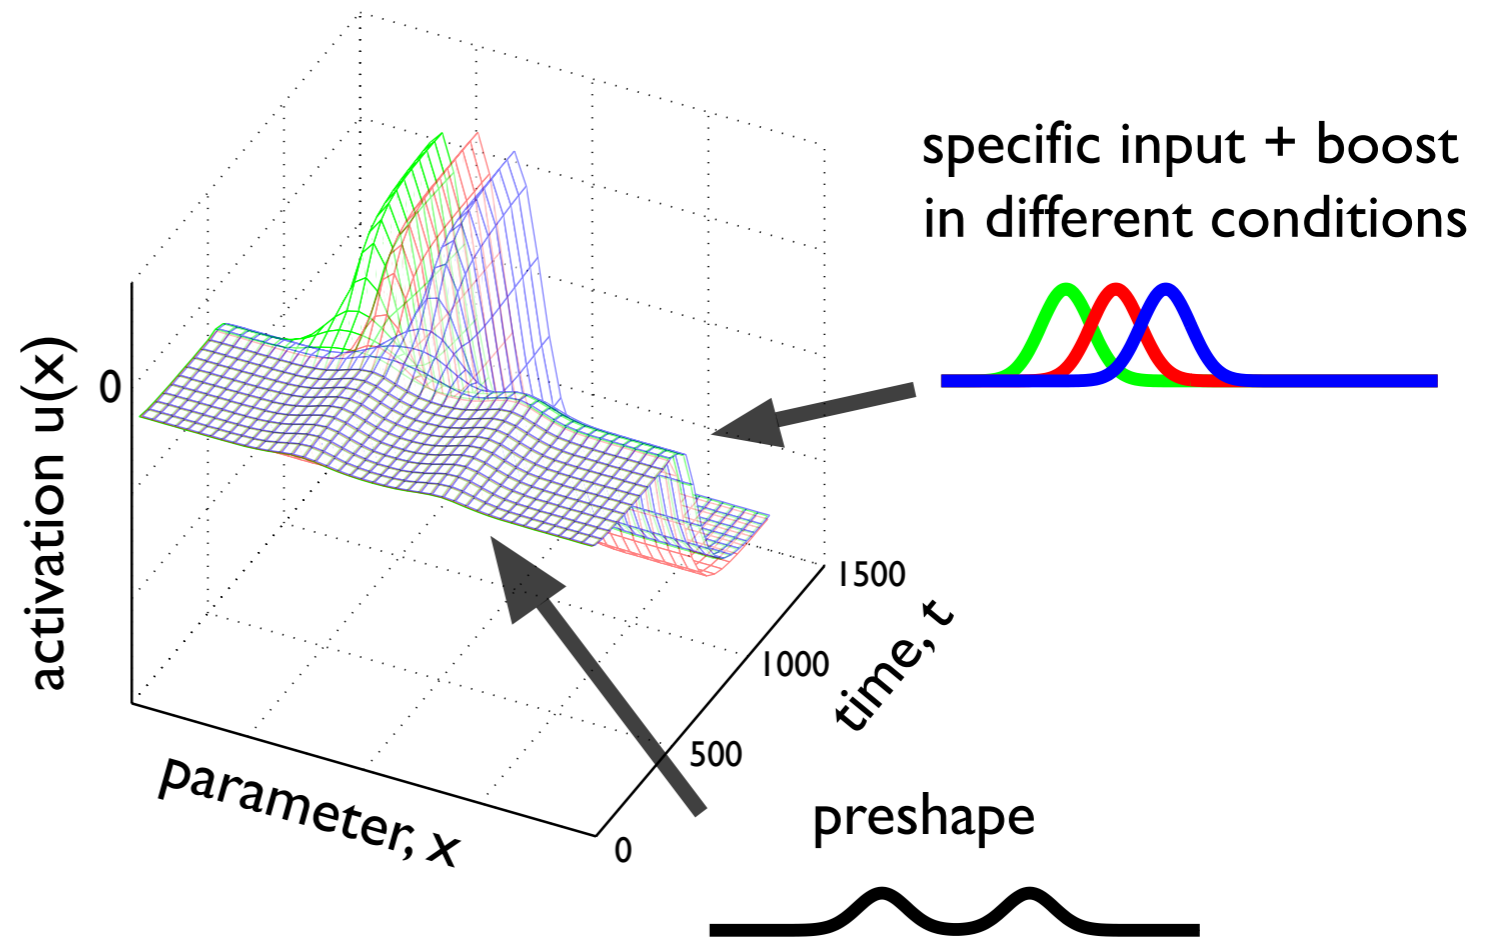 specific input + boost
in different conditions
activation u(x)
0
parameter, x
0
500
1000
1500
time, t
preshape